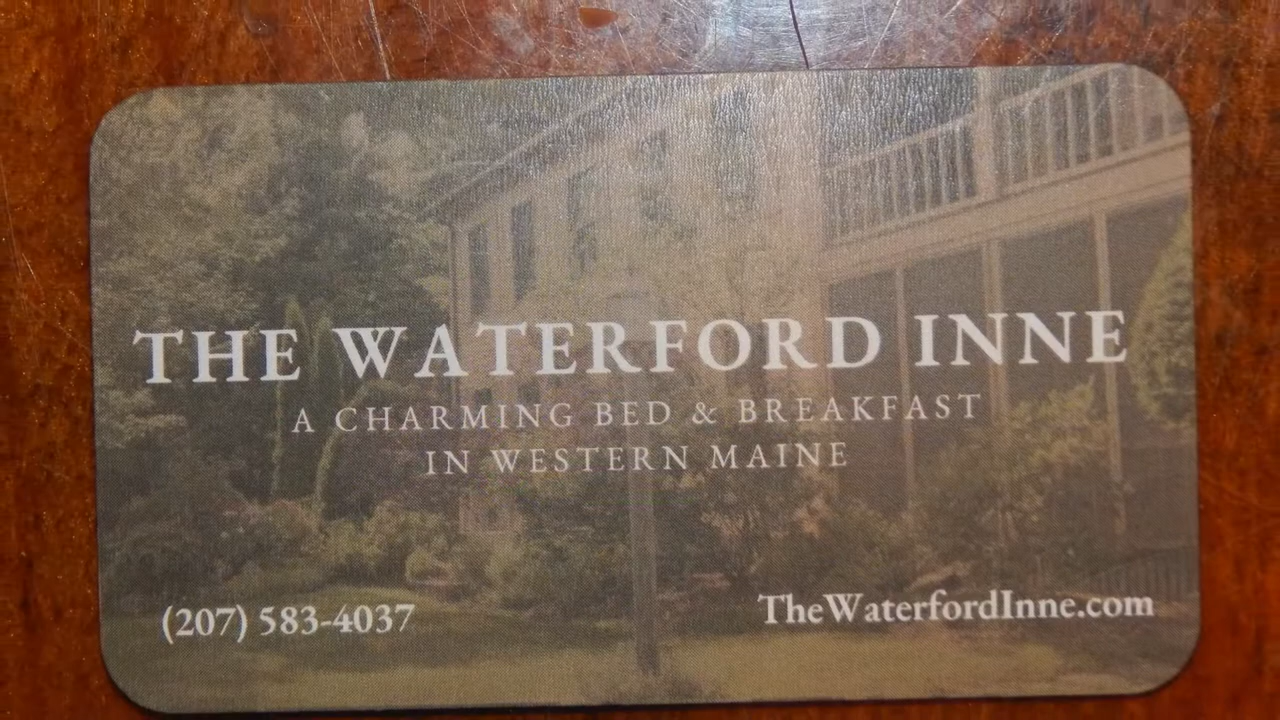 THE WATERFORD INNE
A CHARMING BED & BREAKFAST
IN WESTERN MAINE
(207) 583-4037
TheWaterfordInne.com